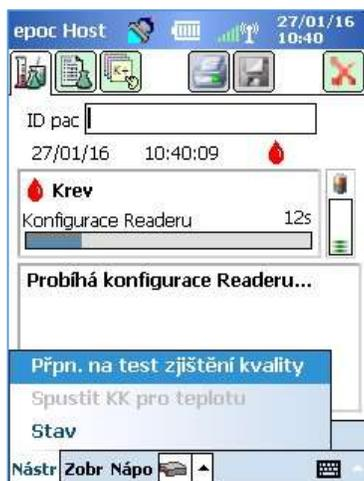 epoc Host 27/01/16
10:40
K+
ID pac
27/01/16 10:40:09
Krev
Konfigurace Readeru 12s
Probíhá konfigurace Readeru...
Přpn. na test zjištění kvality
Spustit KK pro teplotu
Stav
Nástr Zobr Nápo